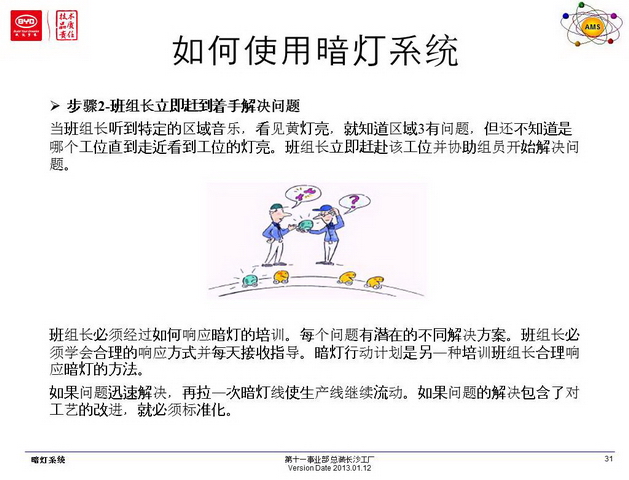 BYD
技术
品质
责信
AMS
如何使用暗灯系统
➢ 步骤2-班组长立即赶到着手解决问题
当班组长听到特定的区域音乐，看见黄灯亮，就知道区域3有问题，但还不知道是
哪个工位直到走近看到工位的灯亮。班组长立即赶赴该工位并协助组员开始解决问
题。
?
班组长必须经过如何响应暗灯的培训。每个问题有潜在的不同解决方案。班组长必
须学会合理的响应方式并每天接收指导。暗灯行动计划是另一种培训班组长合理响
应暗灯的方法。
如果问题迅速解决，再拉一次暗灯线使生产线继续流动。如果问题的解决包含了对
工艺的改进，就必须标准化。
暗灯系统
第十一事业部总装长沙工厂
Version Date 2013.01.12
31